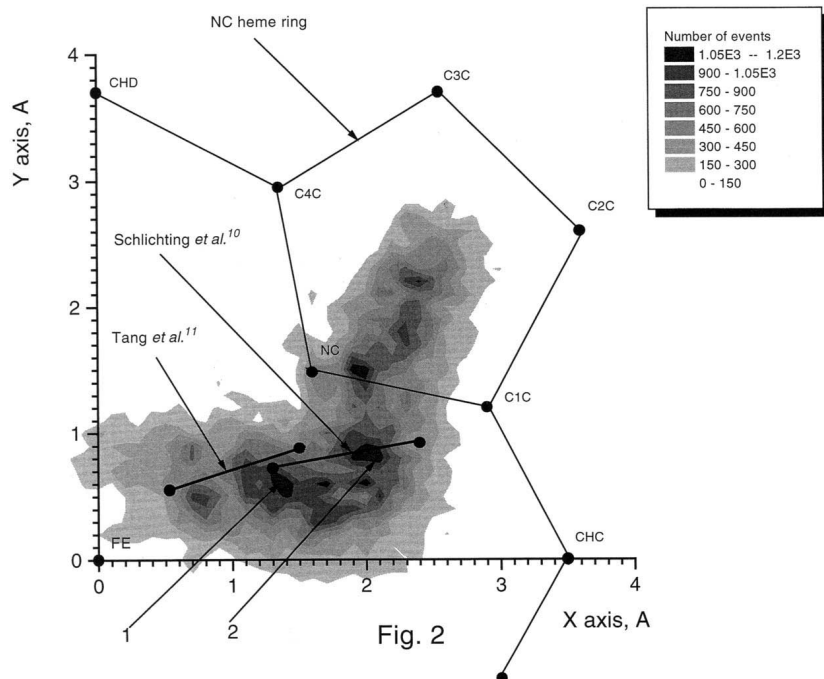 NC heme ring
Number of events
1.05E3 -- 1.2E3
900 - 1.05E3
750 - 900
600 - 750
450 - 600
300 - 450
150 - 300
0 - 150
Y axis, A
4
3
2
1
0
CHD
C3C
C4C
C2C
Schlichting et al.10
Tang et al.11
NC
C1C
FE
CHC
0
1
2
3
4
X axis, A
1
2
Fig. 2